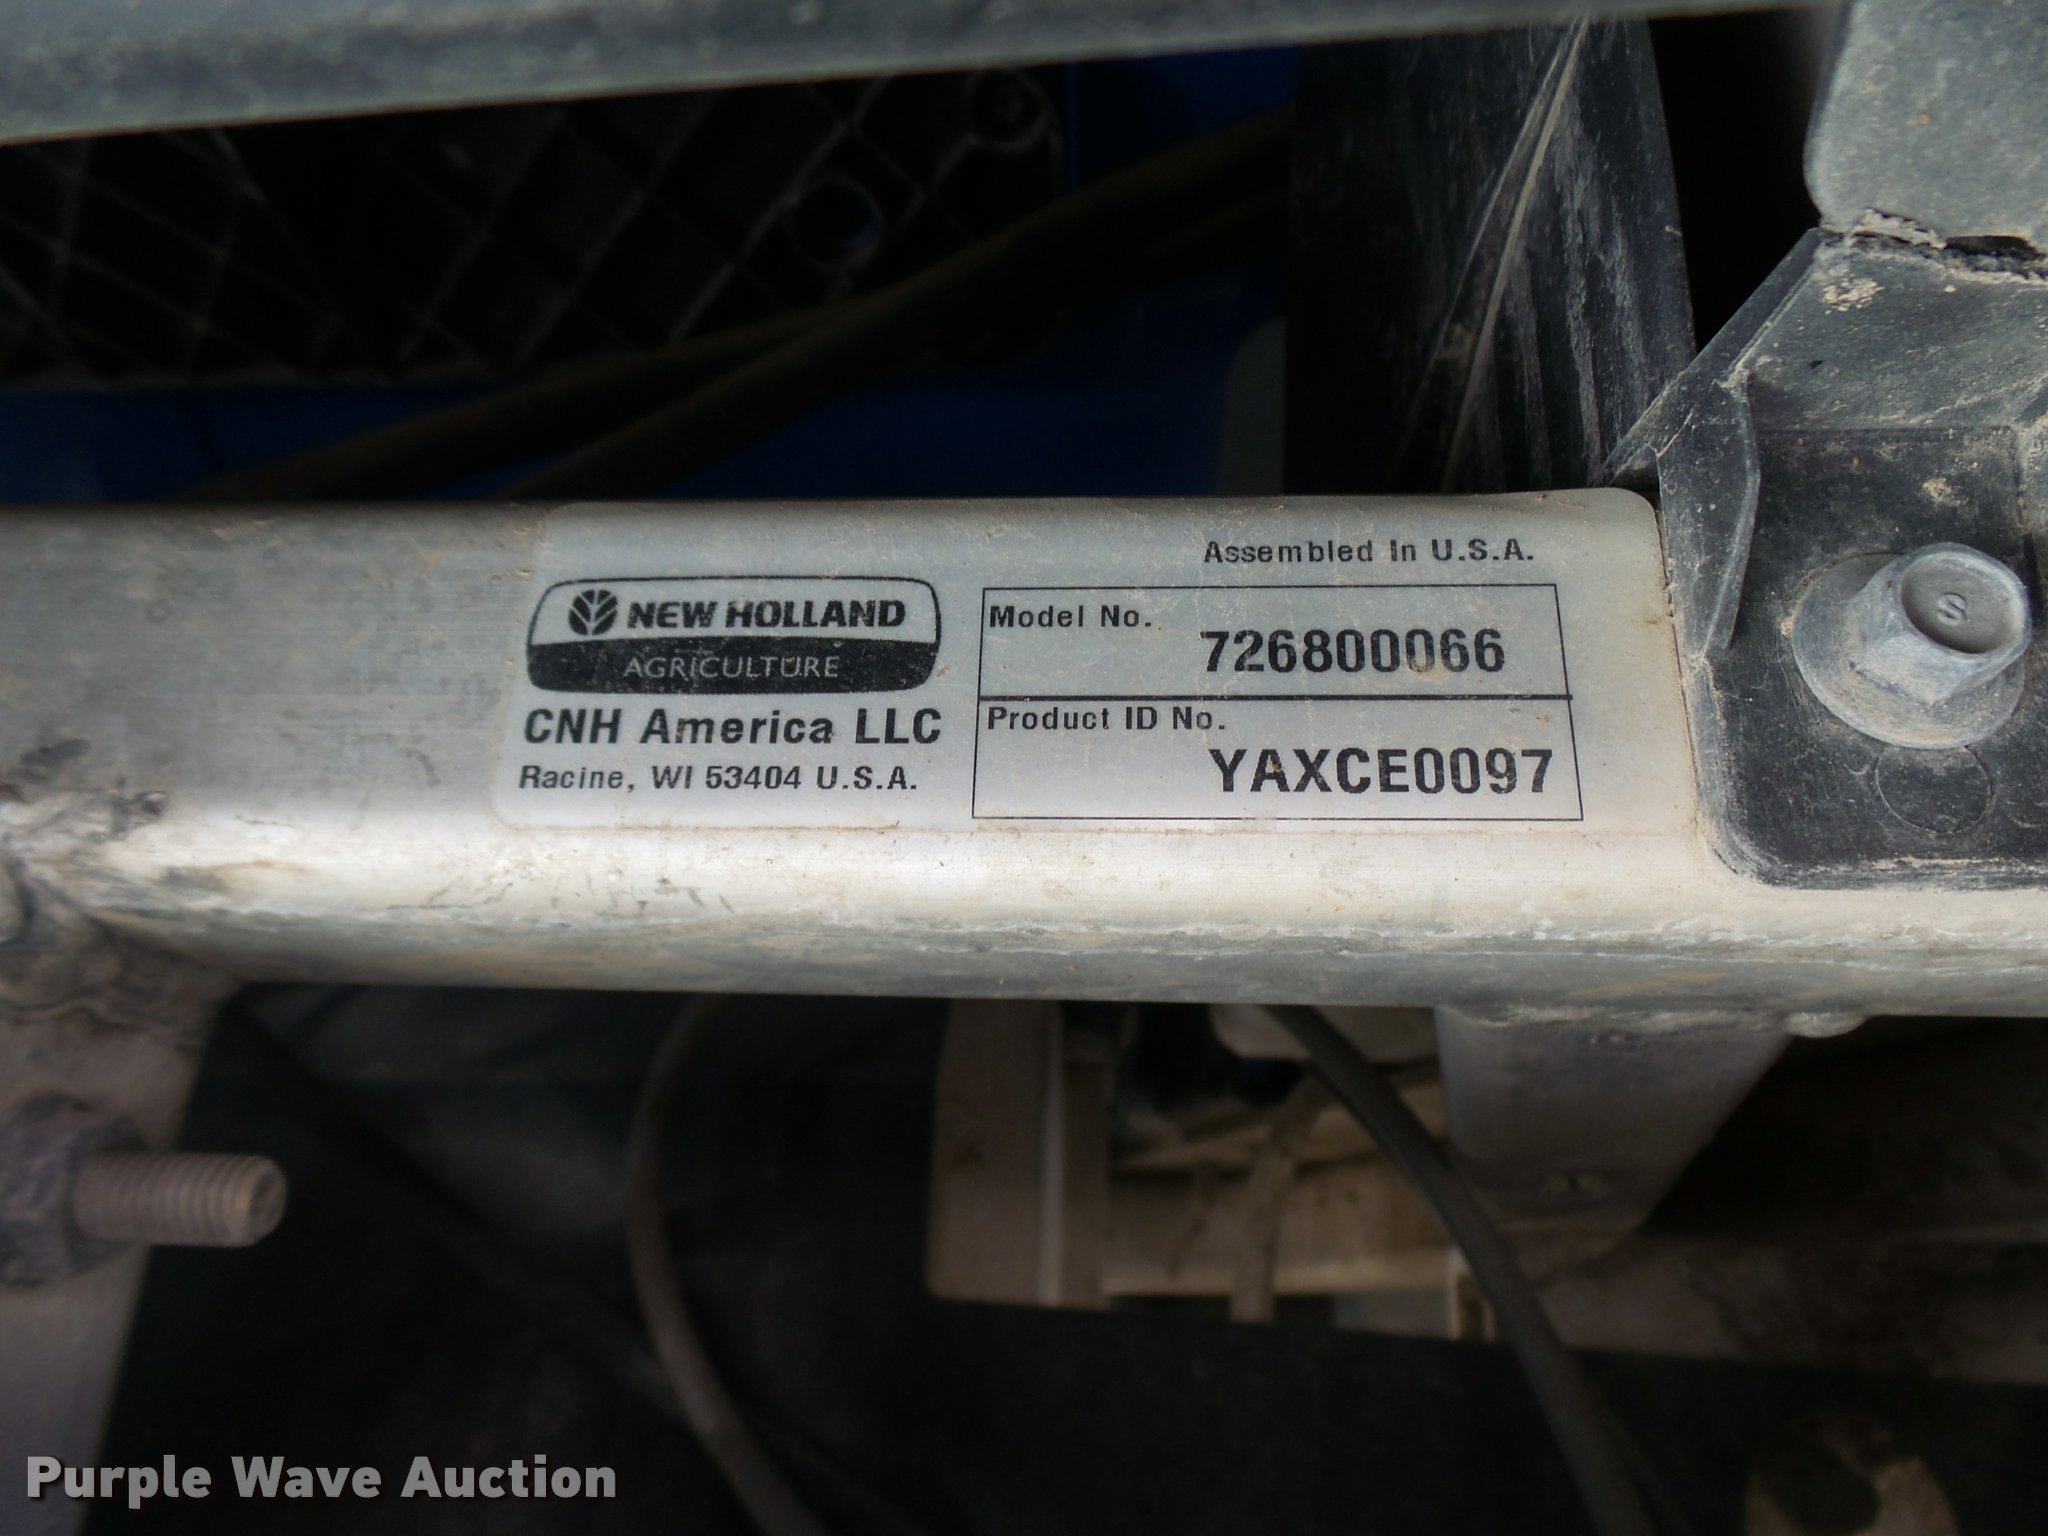 Assembled In U.S.A.
NEW HOLLAND
AGRICULTURE
CNH America LLC
Racine, WI 53404 U.S.A.
Model No.
726800066
Product ID No.
YAXCE0097
S
Purple Wave Auction